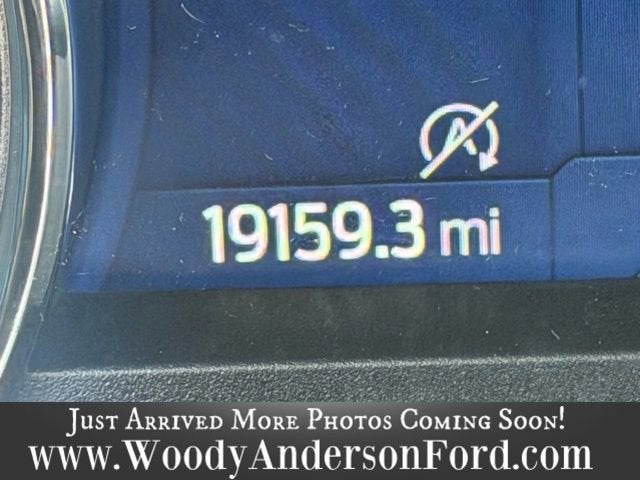 A
19159.3 mi
Just Arrived More Photos Coming Soon!
www.WoodyAndersonFord.com